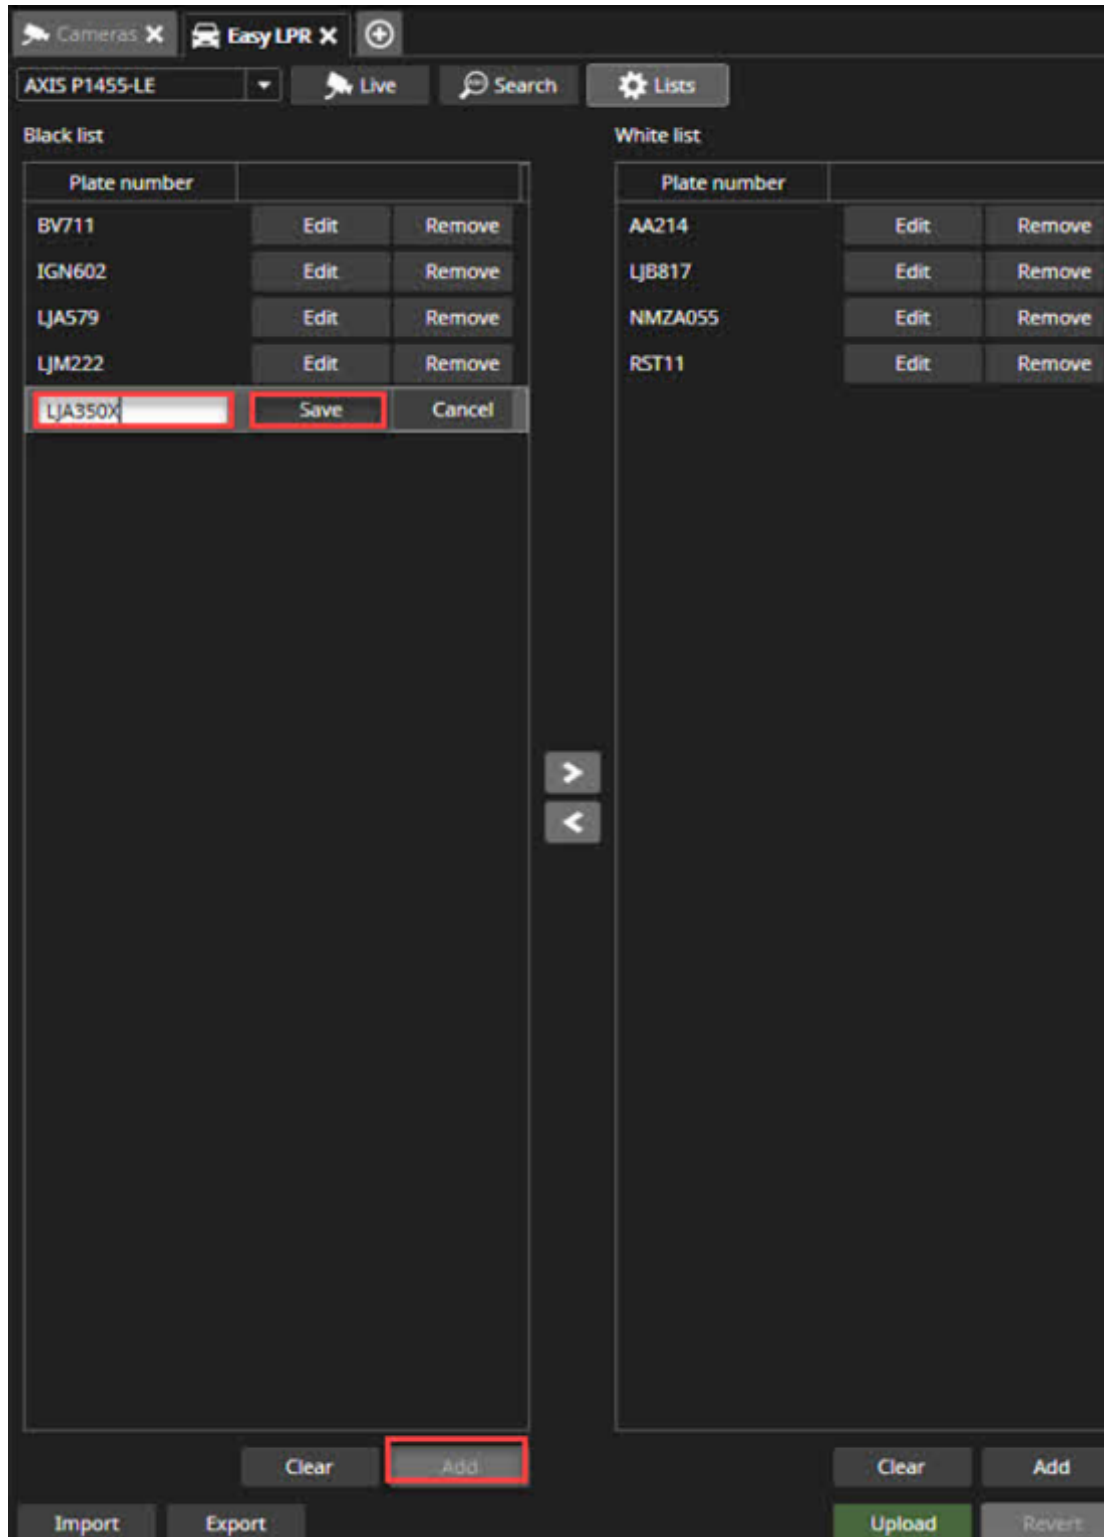 Cameras Easy LPR
AXIS P1455-LE Live Search Lists
Black list White list
Plate number Plate number
BV711 Edit Remove AA214 Edit Remove
IGN602 Edit Remove LJB817 Edit Remove
LJA579 Edit Remove NMZA055 Edit Remove
LJM222 Edit Remove RST11 Edit Remove
LJA350X Save Cancel
Clear Add Clear Add
Import Export Upload Revert